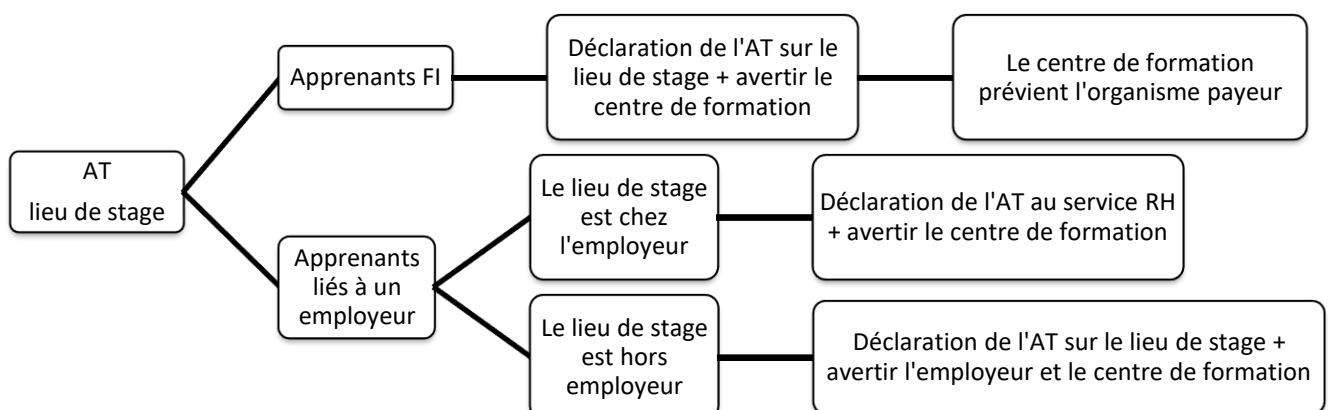 AT
lieu de stage
Apprenants FI
Déclaration de l'AT sur le
lieu de stage + avertir le
centre de formation
Le centre de formation
prévient l'organisme payeur
Apprenants
liés à un
employeur
Le lieu de stage
est chez
l'employeur
Déclaration de l'AT au service RH
+ avertir le centre de formation
Le lieu de stage
est hors
employeur
Déclaration de l'AT sur le lieu de stage +
avertir l'employeur et le centre de formation